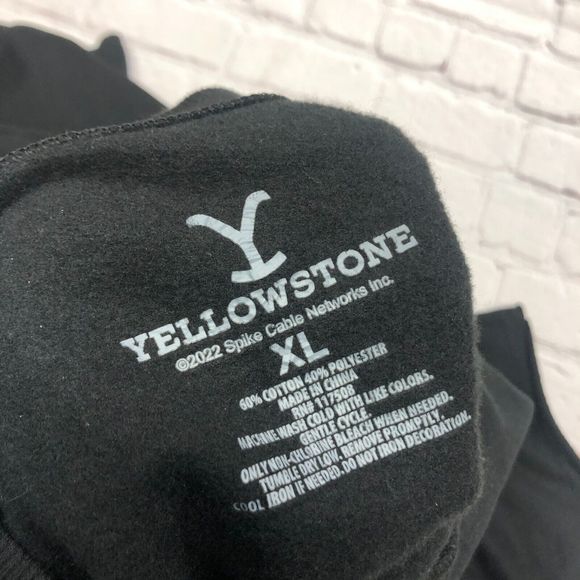 Y
YELLOWSTONE
©2022 Spike Cable Networks Inc.
XL
60% COTTON 40% POLYESTER
MADE IN CHINA
RN# 117509
MACHINE WASH COLD WITH LIKE COLORS.
GENTLE CYCLE.
ONLY NON-CHLORINE BLEACH WHEN NEEDED.
TUMBLE DRY LOW. REMOVE PROMPTLY.
COOL IRON IF NEEDED. DO NOT IRON DECORATION.